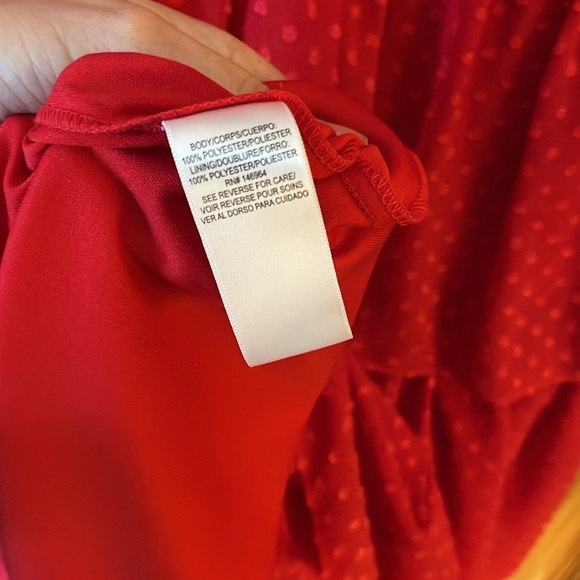 BODY/CORPS/CUERPO:
100% POLYESTER/POLIESTER
LINING/DOUBLURE/FORRO:
100% POLYESTER/POLIESTER
RN# 146964
SEE REVERSE FOR CARE/
VOIR REVERSE POUR SOINS
VER AL DORSO PARA CUIDADO